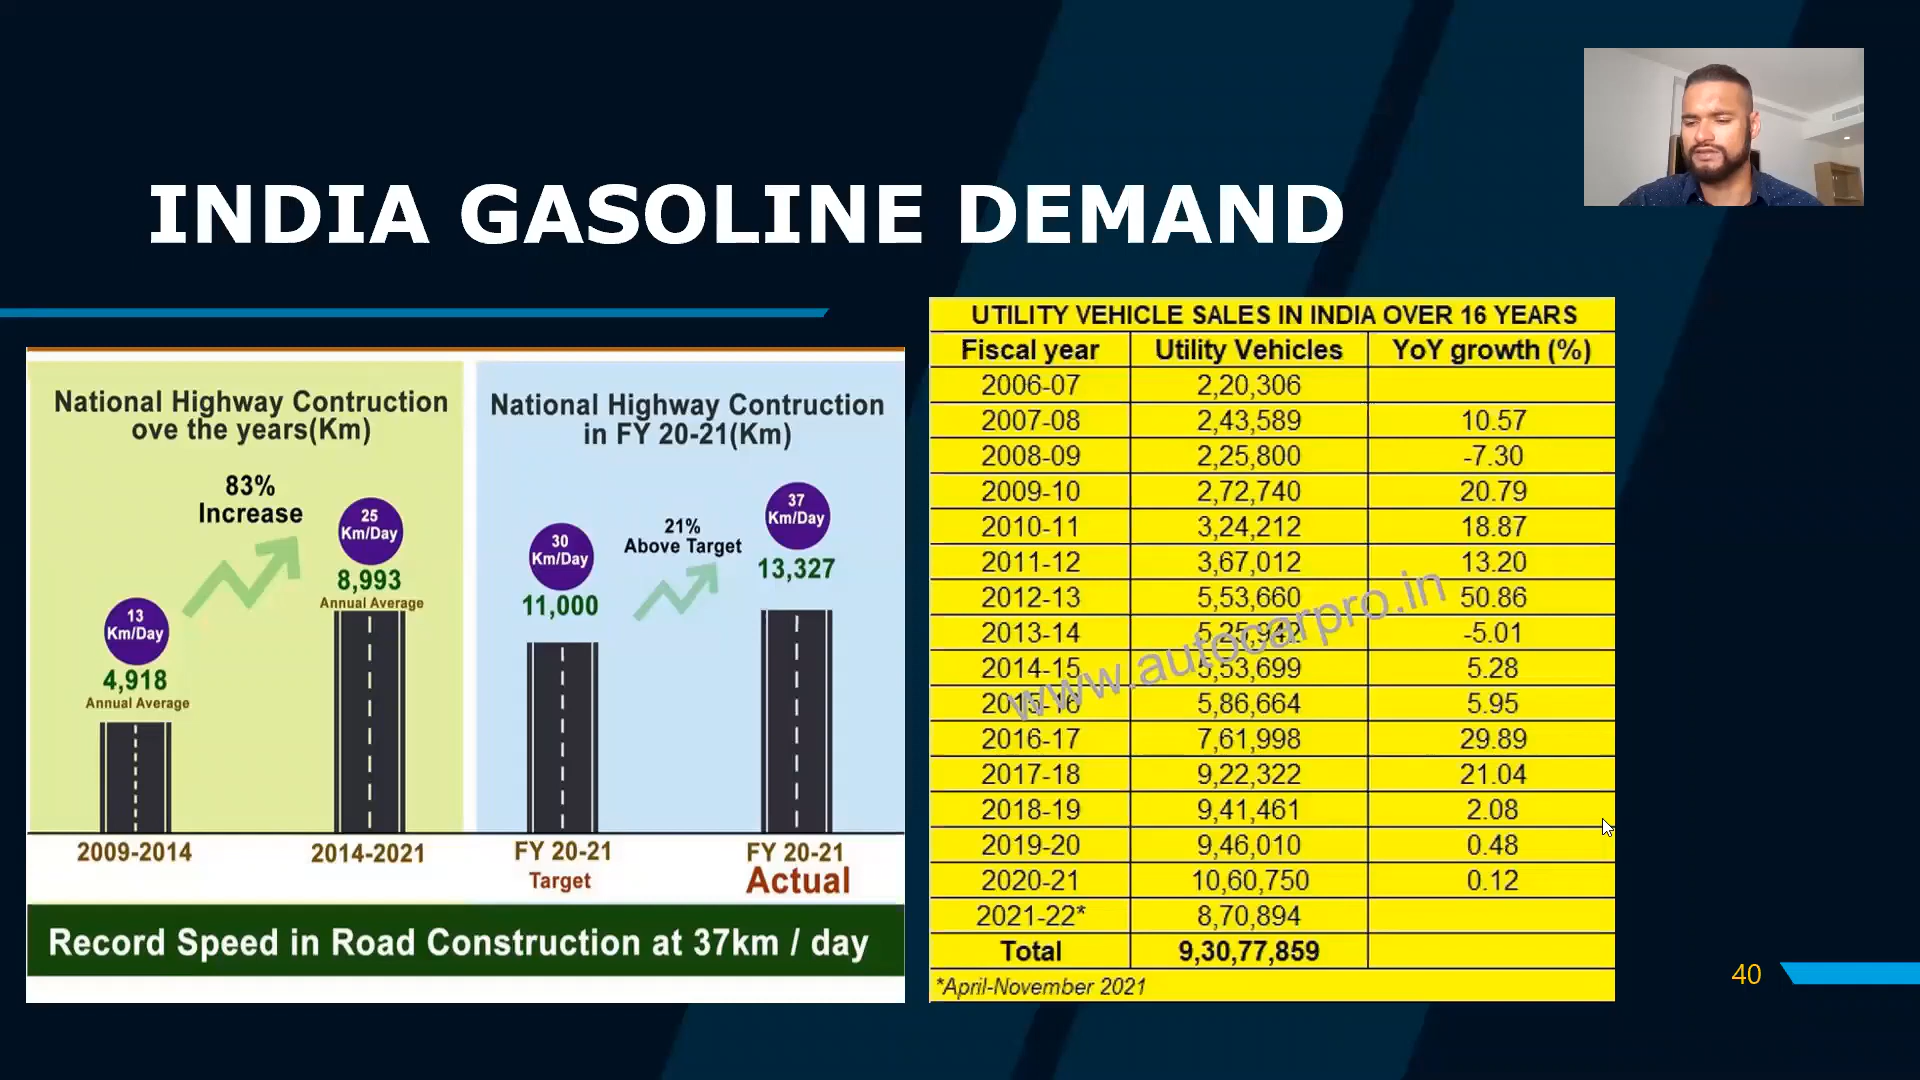 INDIA GASOLINE DEMAND
National Highway Contruction
ove the years(Km)
83%
Increase
25
Km/Day
8,993
Annual Average
13
Km/Day
4,918
Annual Average
2009-2014
2014-2021
National Highway Contruction
in FY 20-21(Km)
37
Km/Day
21%
Above Target
13,327
30
Km/Day
11,000
FY 20-21
Target
FY 20-21
Actual
Record Speed in Road Construction at 37km / day
UTILITY VEHICLE SALES IN INDIA OVER 16 YEARS
Fiscal year Utility Vehicles YoY growth (%)
2006-07 2,20,306
2007-08 2,43,589 10.57
2008-09 2,25,800 -7.30
2009-10 2,72,740 20.79
2010-11 3,24,212 18.87
2011-12 3,67,012 13.20
2012-13 5,53,660 50.86
2013-14 5,25,942 -5.01
2014-15 5,53,699 5.28
2015-16 5,86,664 5.95
2016-17 7,61,998 29.89
2017-18 9,22,322 21.04
2018-19 9,41,461 2.08
2019-20 9,46,010 0.48
2020-21 10,60,750 0.12
2021-22* 8,70,894
Total 9,30,77,859
*April-November 2021
www.autocarpro.in
40